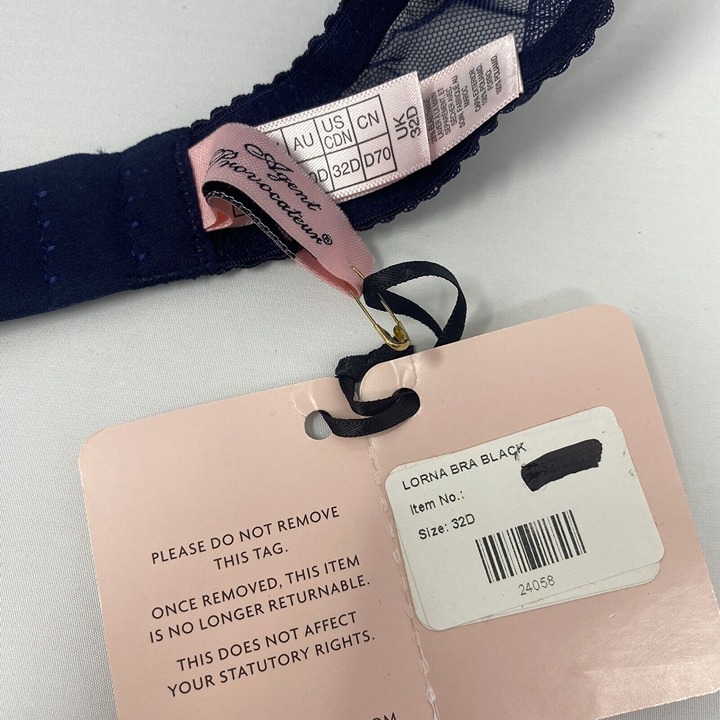 AU US CDN CN
32D D70
UK 32D
Agent
Provocateur®
PLEASE DO NOT REMOVE
THIS TAG.
ONCE REMOVED, THIS ITEM
IS NO LONGER RETURNABLE.
THIS DOES NOT AFFECT
YOUR STATUTORY RIGHTS.
LORNA BRA BLACK
Item No.:
Size: 32D
24058